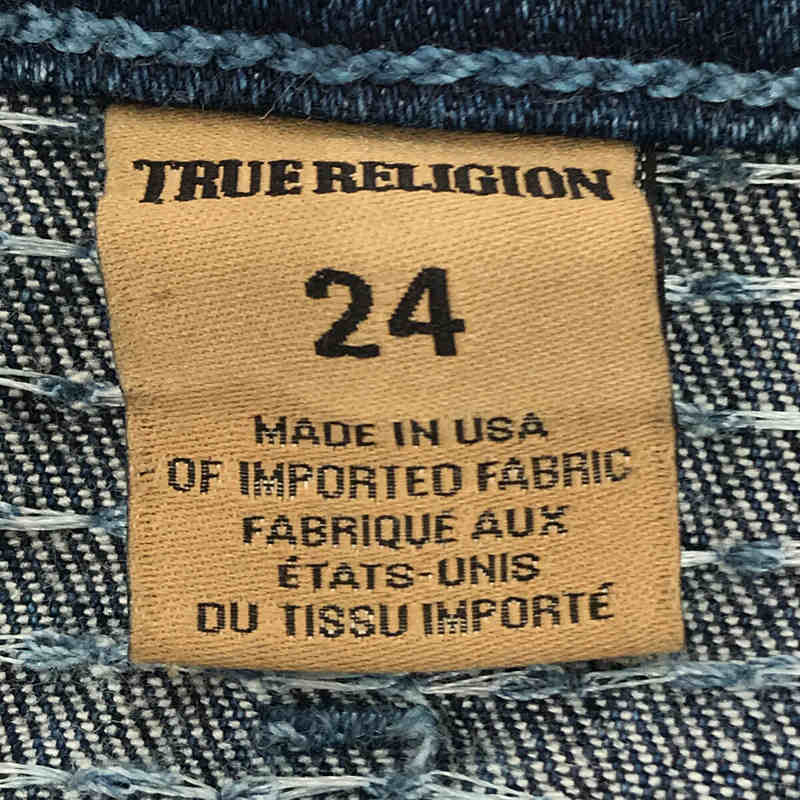 TRUE RELIGION
24
MADE IN USA
OF IMPORTED FABRIC
FABRIQUE AUX
ÉTATS-UNIS
DU TISSU IMPORTÉ